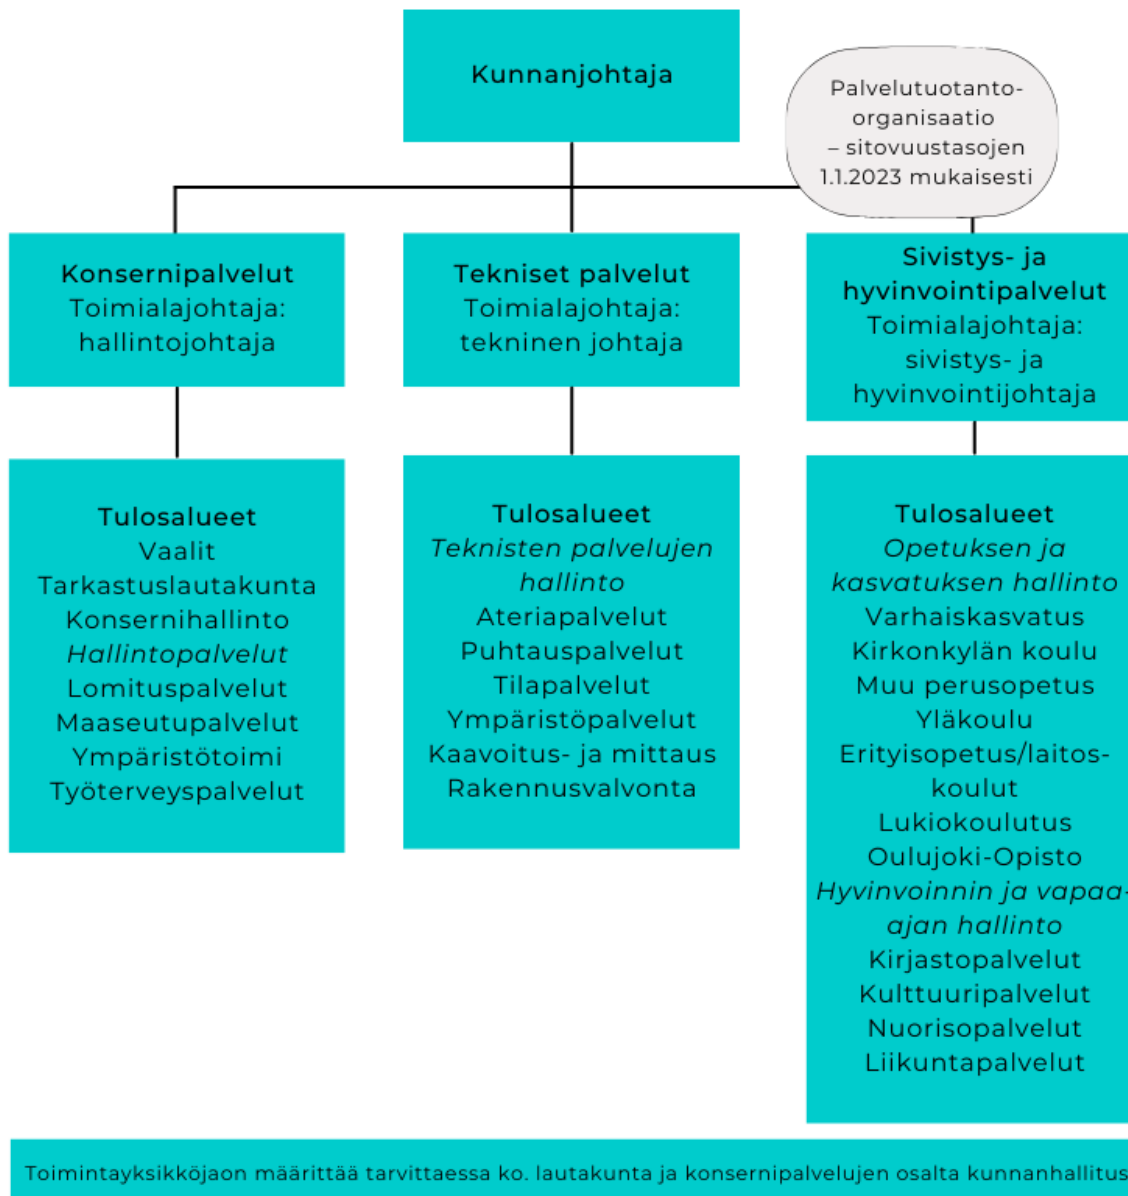 Kunnanjohtaja
Palvelutuotanto-
organisaatio
– sitovuustasojen
1.1.2023 mukaisesti
Konsernipalvelut
Toimialajohtaja:
hallintojohtaja
Tekniset palvelut
Toimialajohtaja:
tekninen johtaja
Sivistys- ja
hyvinvointipalvelut
Toimialajohtaja:
sivistys- ja
hyvinvointijohtaja
Tulosalueet
Vaalit
Tarkastuslautakunta
Konsernihallinto
Hallintopalvelut
Lomituspalvelut
Maaseutupalvelut
Ympäristötoimi
Työterveyspalvelut
Tulosalueet
Teknisten palvelujen
hallinto
Ateriapalvelut
Puhtauspalvelut
Tilapalvelut
Ympäristöpalvelut
Kaavoitus- ja mittaus
Rakennusvalvonta
Tulosalueet
Opetuksen ja
kasvatuksen hallinto
Varhaiskasvatus
Kirkonkylän koulu
Muu perusopetus
Yläkoulu
Erityisopetus/laitos-
koulut
Lukiokoulutus
Oulujoki-Opisto
Hyvinvoinnin ja vapaa-
ajan hallinto
Kirjastopalvelut
Kulttuuripalvelut
Nuorisopalvelut
Liikuntapalvelut
Toimintayksikköjaon määrittää tarvittaessa ko. lautakunta ja konsernipalvelujen osalta kunnanhallitus